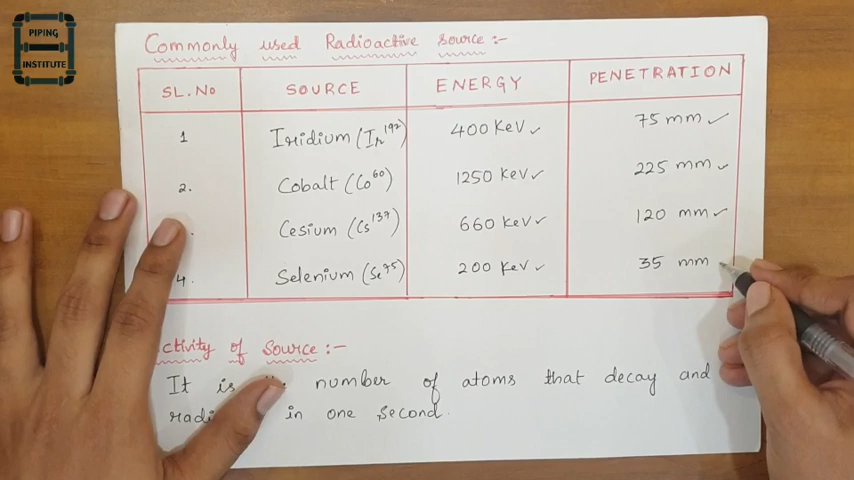 PIPING
INSTITUTE
Commonly used Radioactive source :-
SL.No SOURCE ENERGY PENETRATION
1 Iridium (Ir192) 400 KeV ✓ 75 mm ✓
2. Cobalt (Co60) 1250 KeV ✓ 225 mm ✓
. Cesium (Cs137) 660 KeV ✓ 120 mm ✓
4. Selenium (Se75) 200 KeV ✓ 35 mm
ctivity of Source :-
It is number of atoms that decay and
radi in one second.